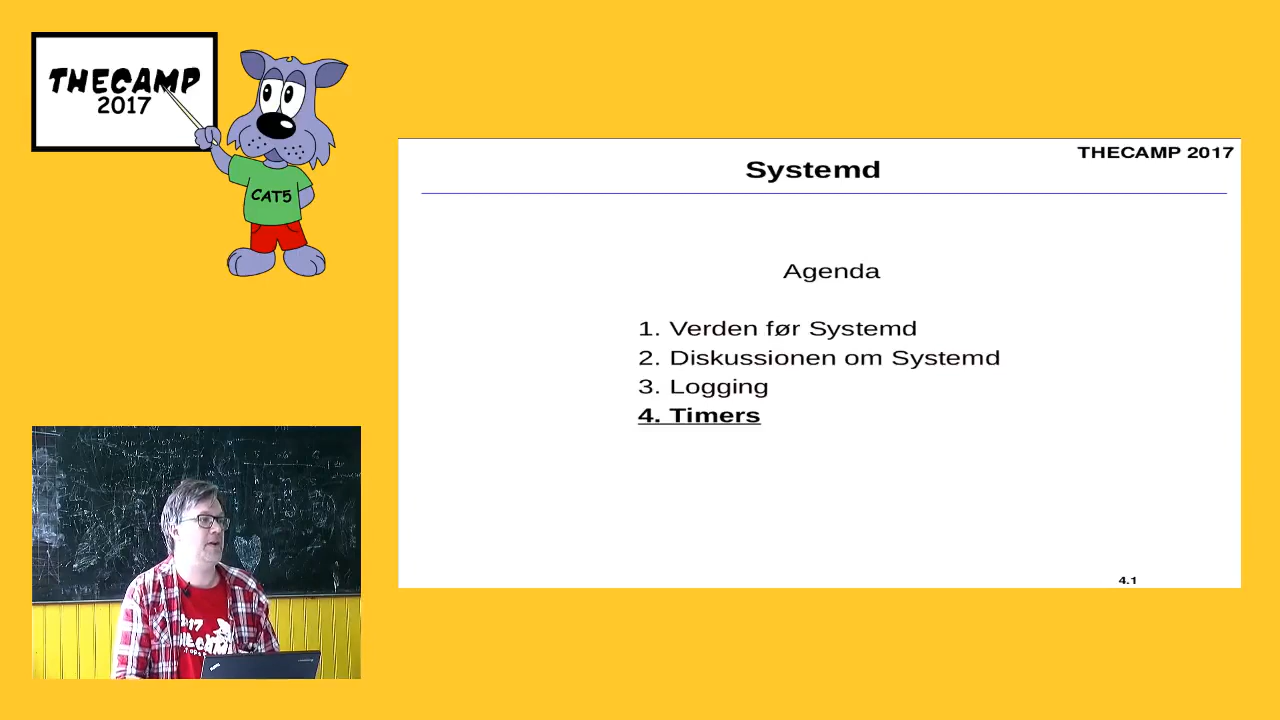 THECAMP
2017
CAT5
THECAMP 2017
Systemd
Agenda
1. Verden før Systemd
2. Diskussionen om Systemd
3. Logging
4. Timers
4.1